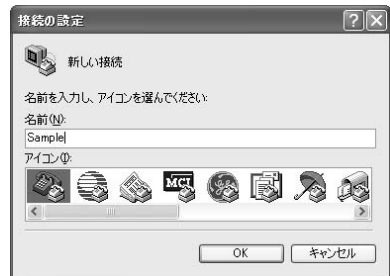 接続の設定
新しい接続
名前を入力し、アイコンを選んでください:
名前(N):
Sample
アイコン(I):
MCI
OK
キャンセル